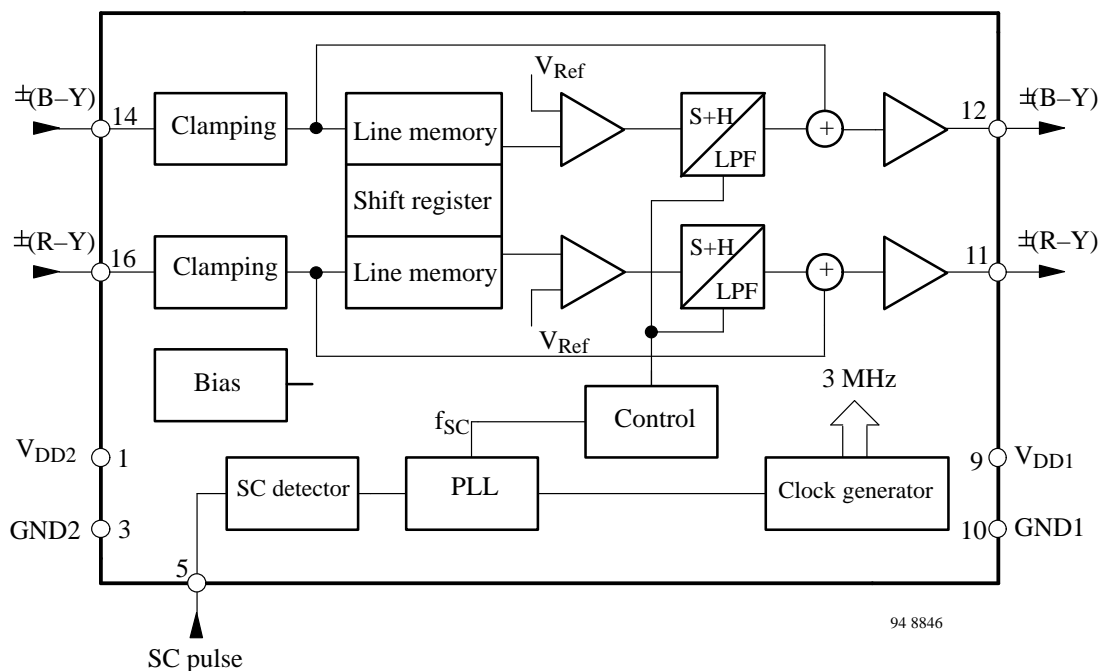 V_Ref
±(B–Y)
14
Clamping
Line memory
S+H
LPF
+
12
±(B–Y)
Shift register
±(R–Y)
16
Clamping
Line memory
S+H
LPF
+
11
±(R–Y)
V_Ref
Bias
3 MHz
Control
f_SC
V_DD2
1
SC detector
PLL
Clock generator
9
V_DD1
GND2
3
10
GND1
5
SC pulse
94 8846